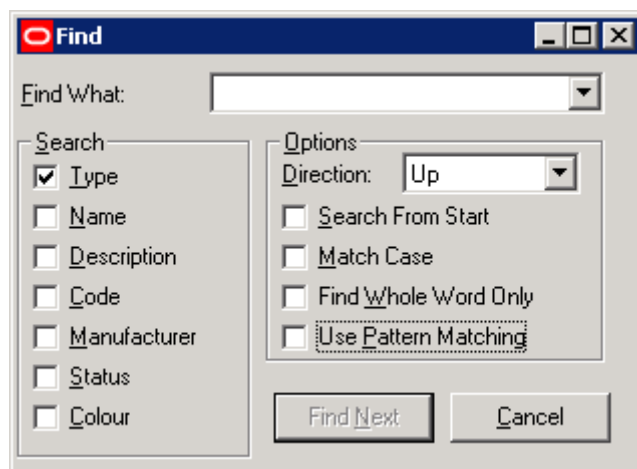 Find
Find What:
Search
Type
Name
Description
Code
Manufacturer
Status
Colour
Options
Direction: Up
Search From Start
Match Case
Find Whole Word Only
Use Pattern Matching
Find Next
Cancel